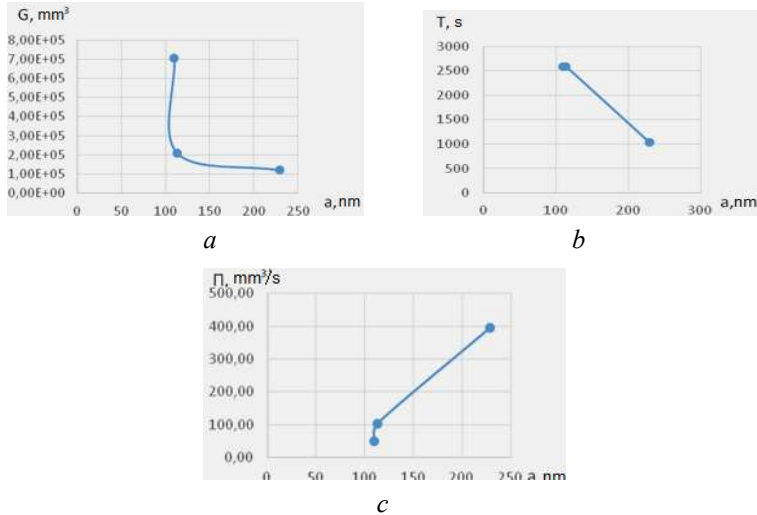 G, mm³
8,00E+05
7,00E+05
6,00E+05
5,00E+05
4,00E+05
3,00E+05
2,00E+05
1,00E+05
0,00E+00
0 50 100 150 200 250 a,nm
a
T, s
3000
2500
2000
1500
1000
500
0
0 100 200 300 a,nm
b
П, mm³/s
500,00
400,00
300,00
200,00
100,00
0,00
0 50 100 150 200 250 a,nm
c